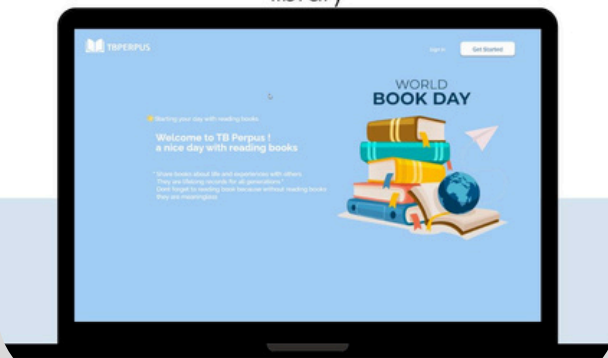 library
TBPERPUS
Sign In
Get Started
WORLD
BOOK DAY
Starting your day with reading books
Welcome to TB Perpus !
a nice day with reading books
" Share books about life and experiences with others.
They are lifelong records for all generations "
Dont forget to reading book because without reading books
they are meaningless